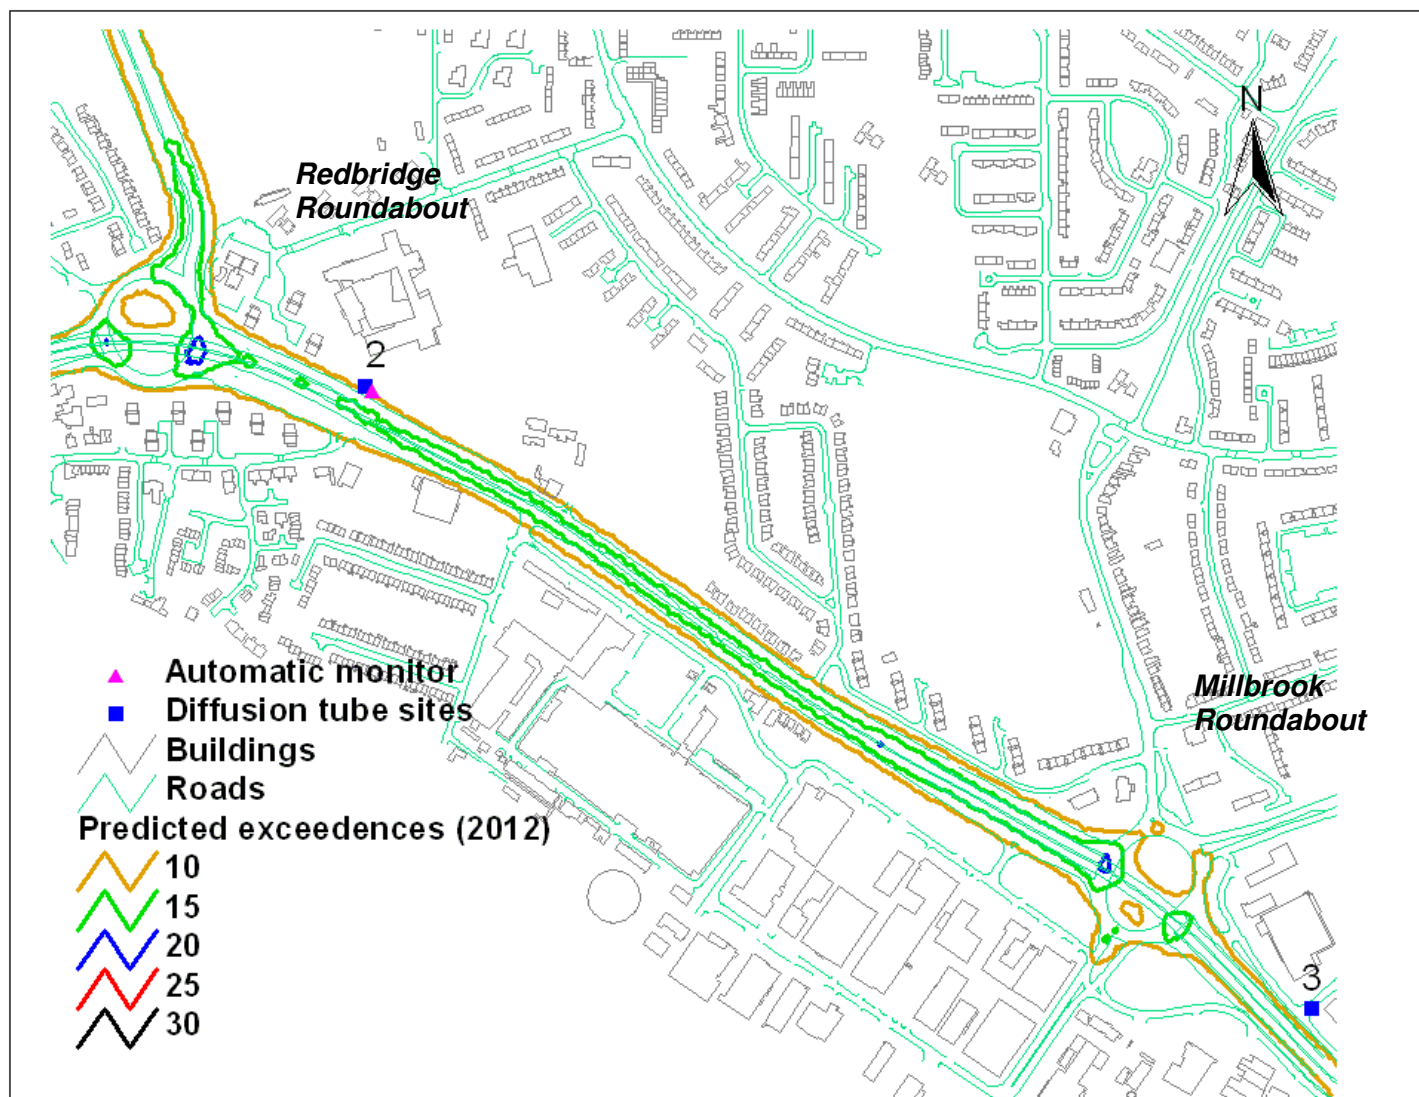 N
Redbridge
Roundabout
2
Automatic monitor
Diffusion tube sites
Buildings
Roads
Predicted exceedences (2012)
10
15
20
25
30
Millbrook
Roundabout
3